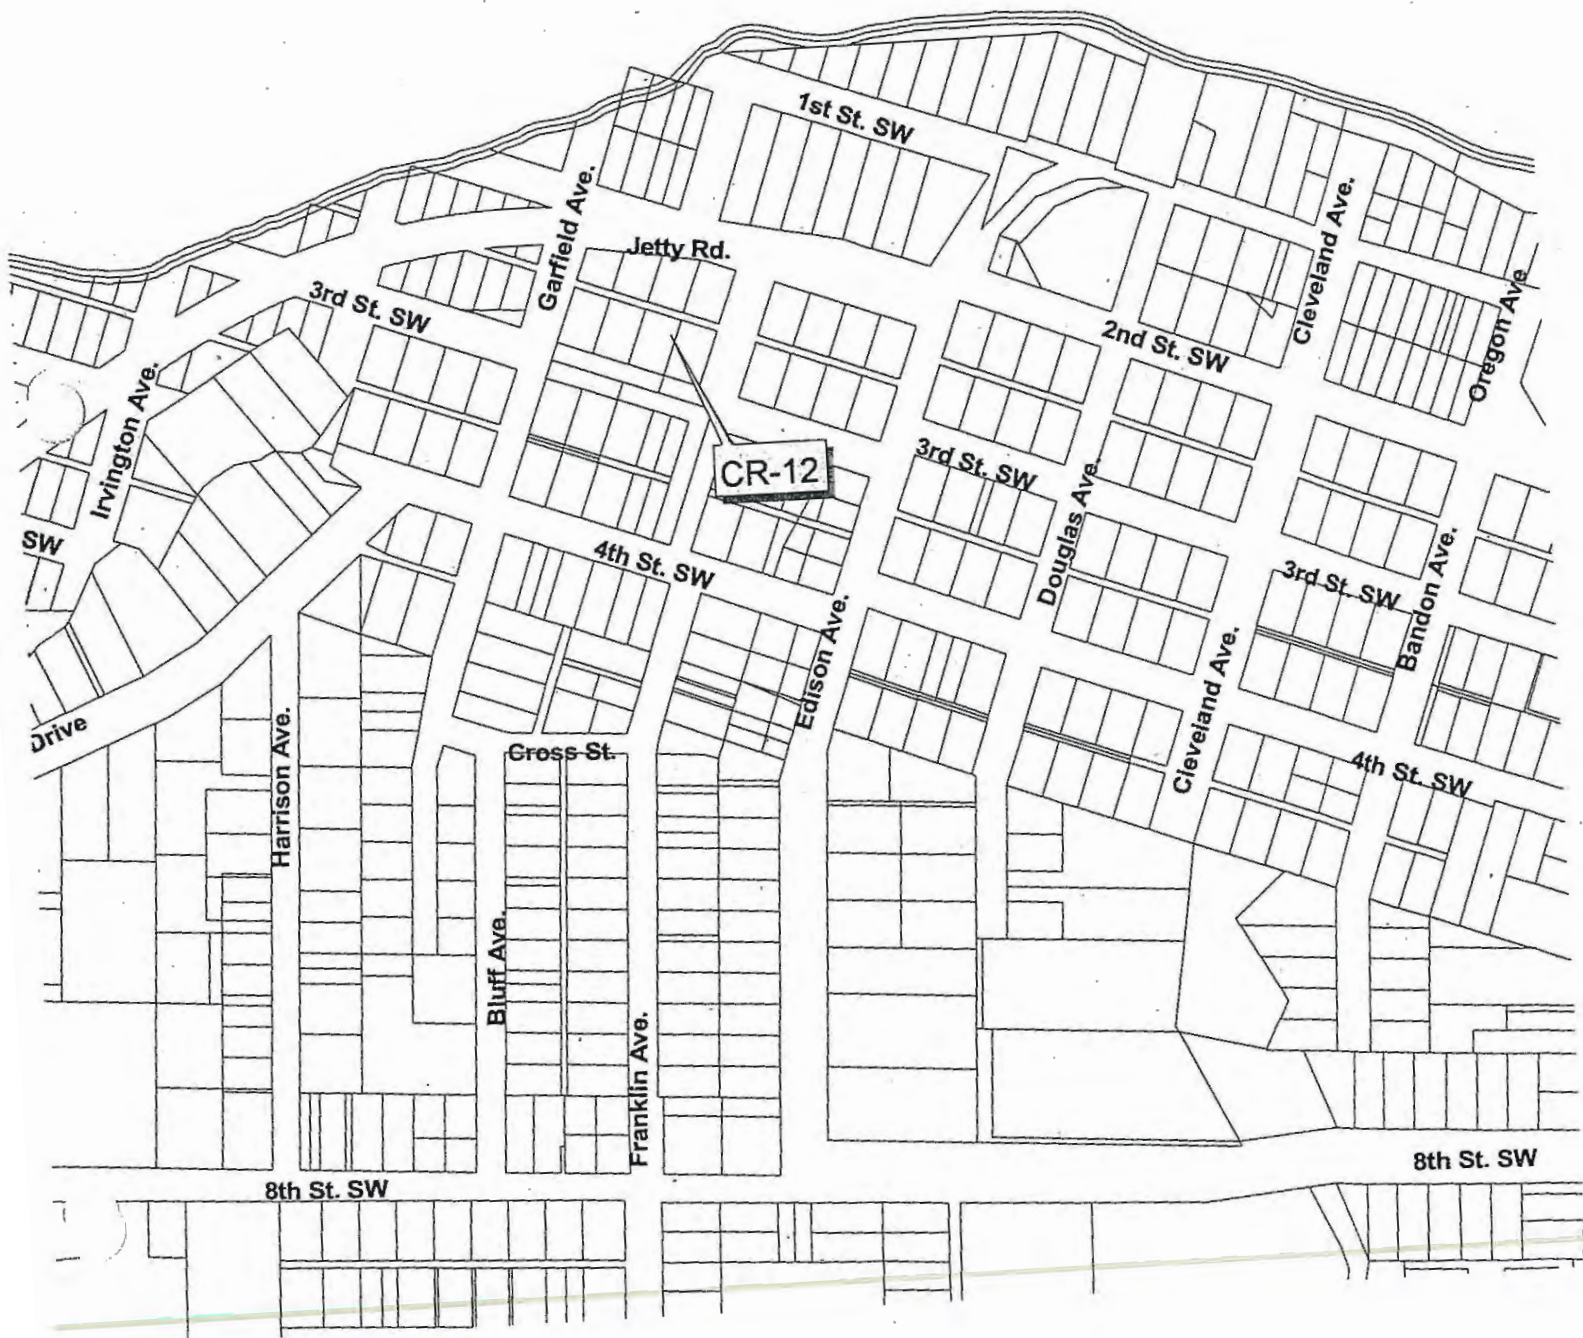 1st St. SW
Garfield Ave.
Jetty Rd.
Cleveland Ave.
Oregon Ave
3rd St. SW
2nd St. SW
Irvington Ave.
CR-12
3rd St. SW
Douglas Ave.
SW
4th St. SW
3rd St. SW
Bandon Ave.
Edison Ave.
Cleveland Ave.
Drive
Harrison Ave.
Cross St.
4th St. SW
Bluff Ave.
Franklin Ave.
8th St. SW
8th St. SW